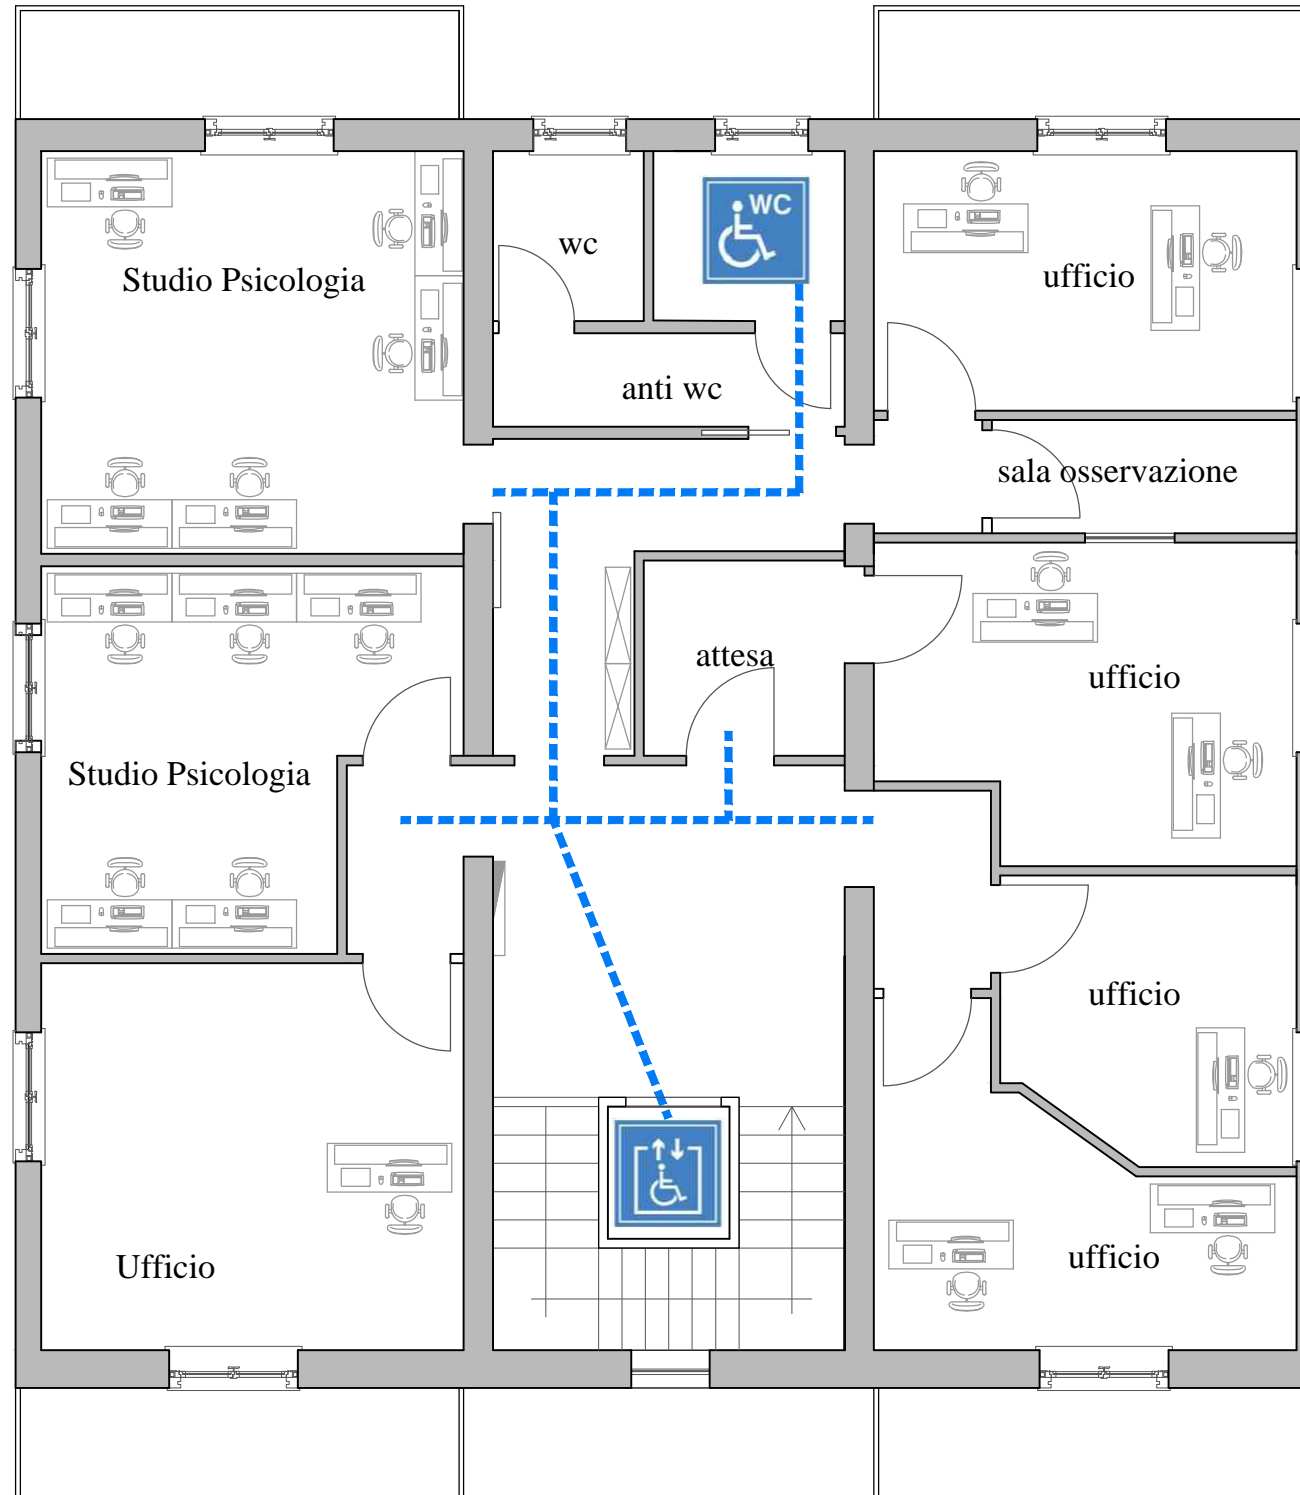 WC
wc
Studio Psicologia
ufficio
anti wc
sala osservazione
attesa
ufficio
Studio Psicologia
ufficio
Ufficio
ufficio